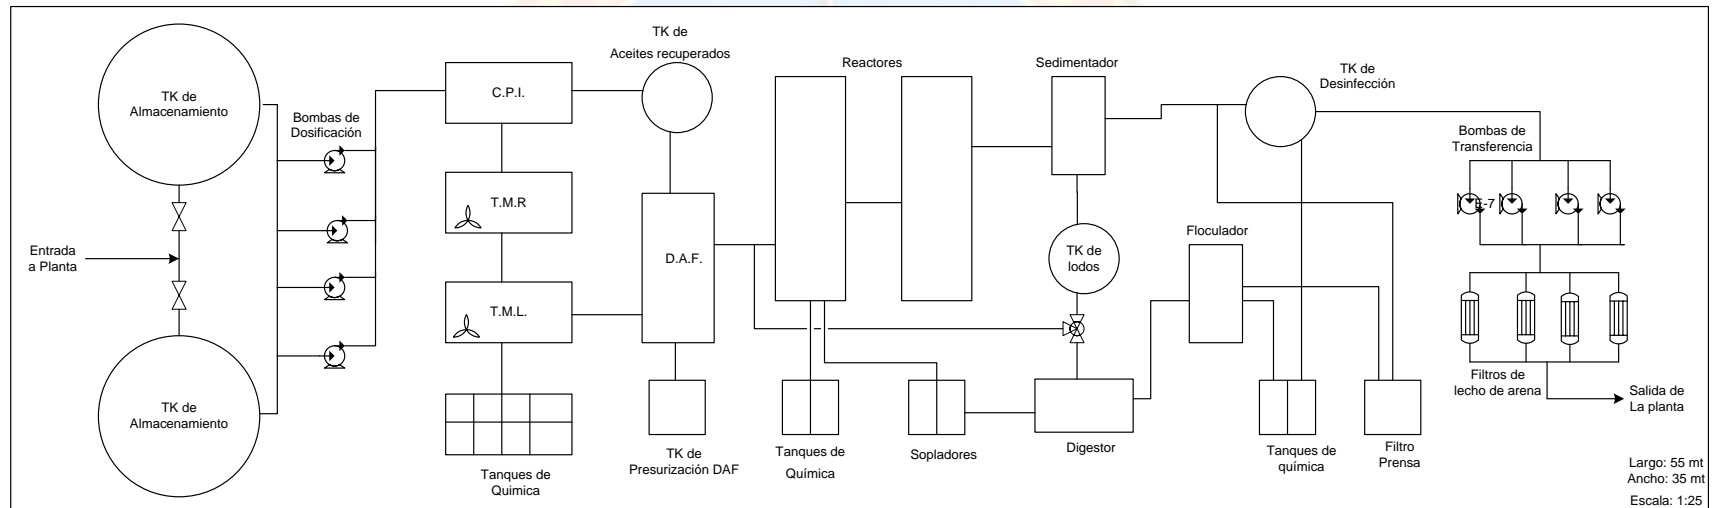 TK de
Almacenamiento
Entrada
a Planta
TK de
Almacenamiento
Bombas de
Dosificación
C.P.I.
T.M.R
T.M.L.
Tanques de
Quimica
TK de
Aceites recuperados
D.A.F.
TK de
Presurización DAF
Reactores
Tanques de
Química
Sopladores
Sedimentador
TK de
lodos
Digestor
Floculador
TK de
Desinfección
Tanques de
química
Filtro
Prensa
Bombas de
Transferencia
E-7
Filtros de
lecho de arena
Salida de
La planta
Largo: 55 mt
Ancho: 35 mt
Escala: 1:25